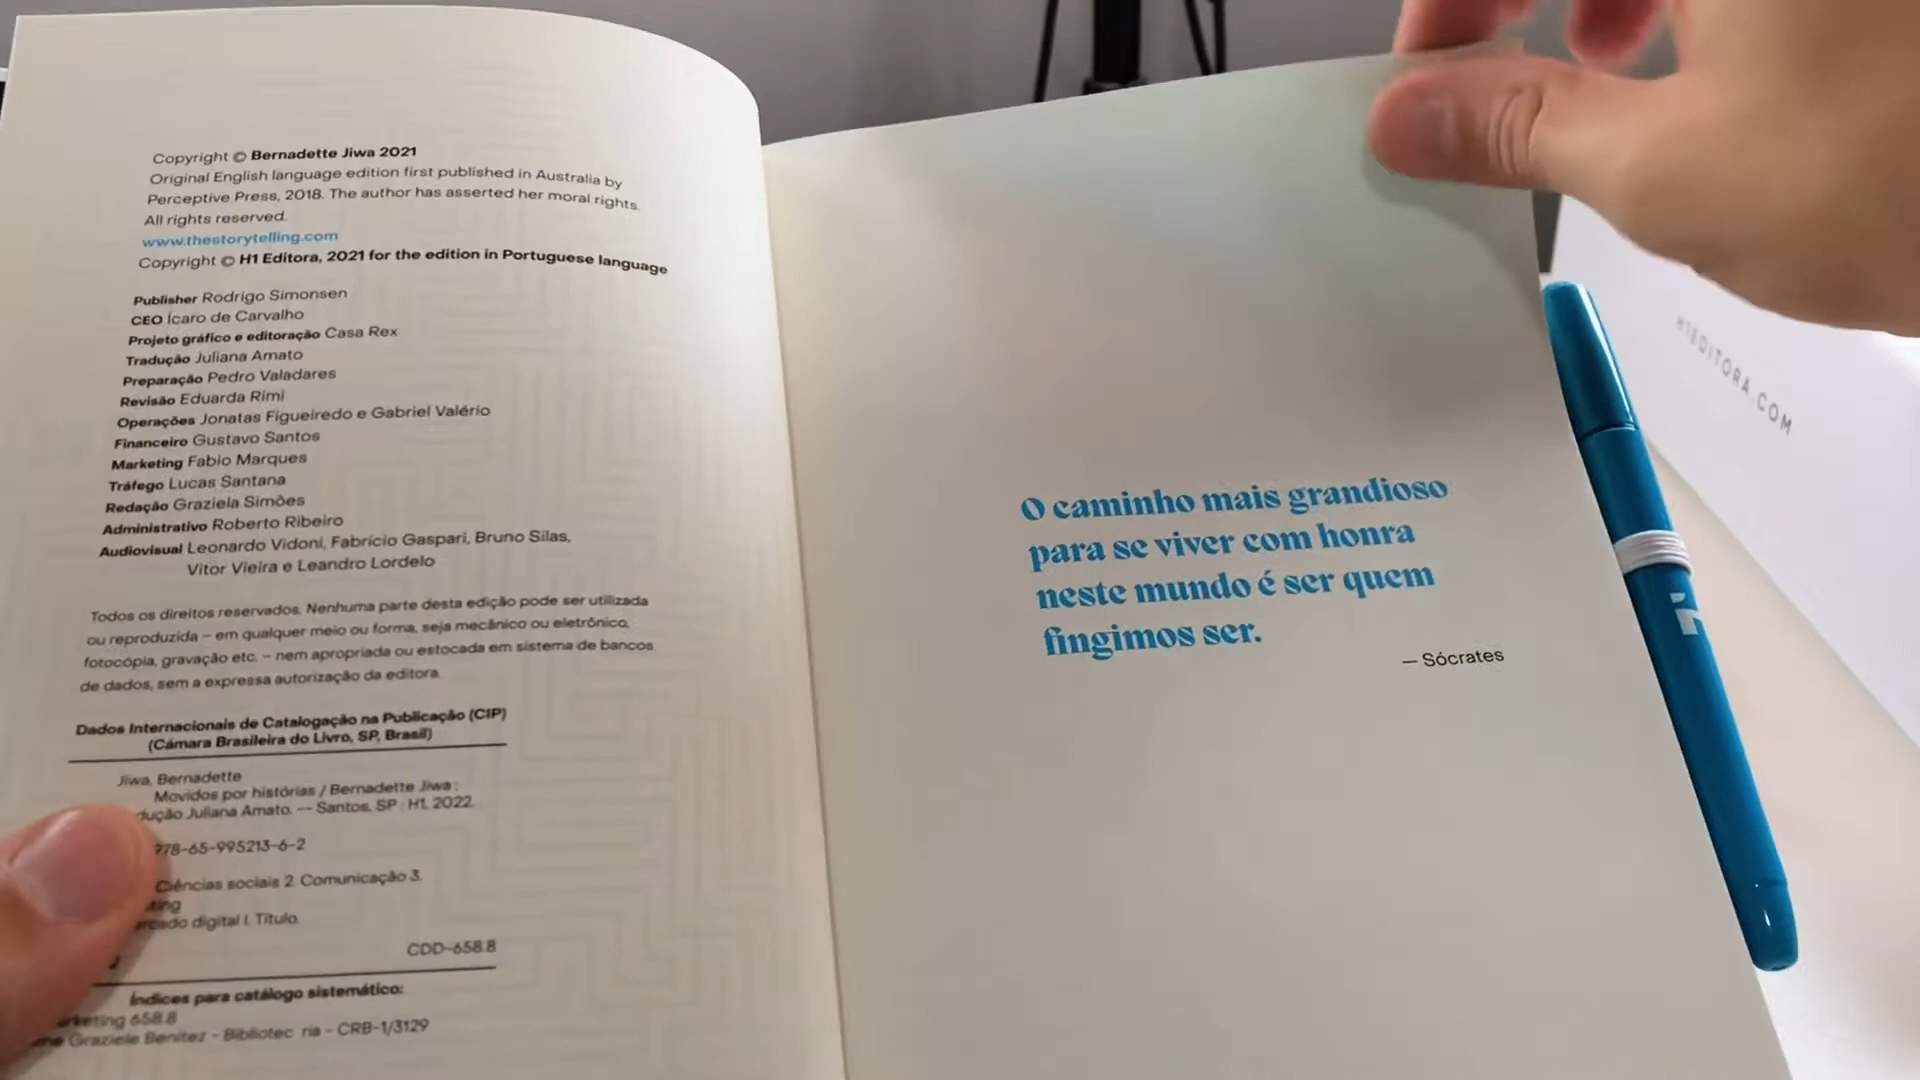 Copyright © Bernadette Jiwa 2021
Original English language edition first published in Australia by
Perceptive Press, 2018. The author has asserted her moral rights.
All rights reserved.
www.thestorytelling.com
Copyright © H1 Editora, 2021 for the edition in Portuguese language
Publisher Rodrigo Simonsen
CEO Ícaro de Carvalho
Projeto gráfico e editoração Casa Rex
Tradução Juliana Amato
Preparação Pedro Valadares
Revisão Eduarda Rimi
Operações Jonatas Figueiredo e Gabriel Valério
Financeiro Gustavo Santos
Marketing Fabio Marques
Tráfego Lucas Santana
Redação Graziela Simões
Administrativo Roberto Ribeiro
Audiovisual Leonardo Vidoni, Fabrício Gaspari, Bruno Silas,
Vitor Vieira e Leandro Lordelo
Todos os direitos reservados. Nenhuma parte desta edição pode ser utilizada
ou reproduzida – em qualquer meio ou forma, seja mecânico ou eletrônico,
fotocópia, gravação etc. – nem apropriada ou estocada em sistema de bancos
de dados, sem a expressa autorização da editora.
Dados Internacionais de Catalogação na Publicação (CIP)
(Câmara Brasileira do Livro, SP, Brasil)
Jiwa, Bernadette
Movidos por histórias / Bernadette Jiwa ;
dução Juliana Amato. -- Santos, SP : H1, 2022.
978-65-995213-6-2
Ciências sociais 2. Comunicação 3.
ting
rcado digital I. Título.
CDD-658.8
Índices para catálogo sistemático:
rketing 658.8
Graziele Benitez - Bibliotec ria - CRB-1/3129
O caminho mais grandioso
para se viver com honra
neste mundo é ser quem
fingimos ser.
— Sócrates
H1EDITORA.COM